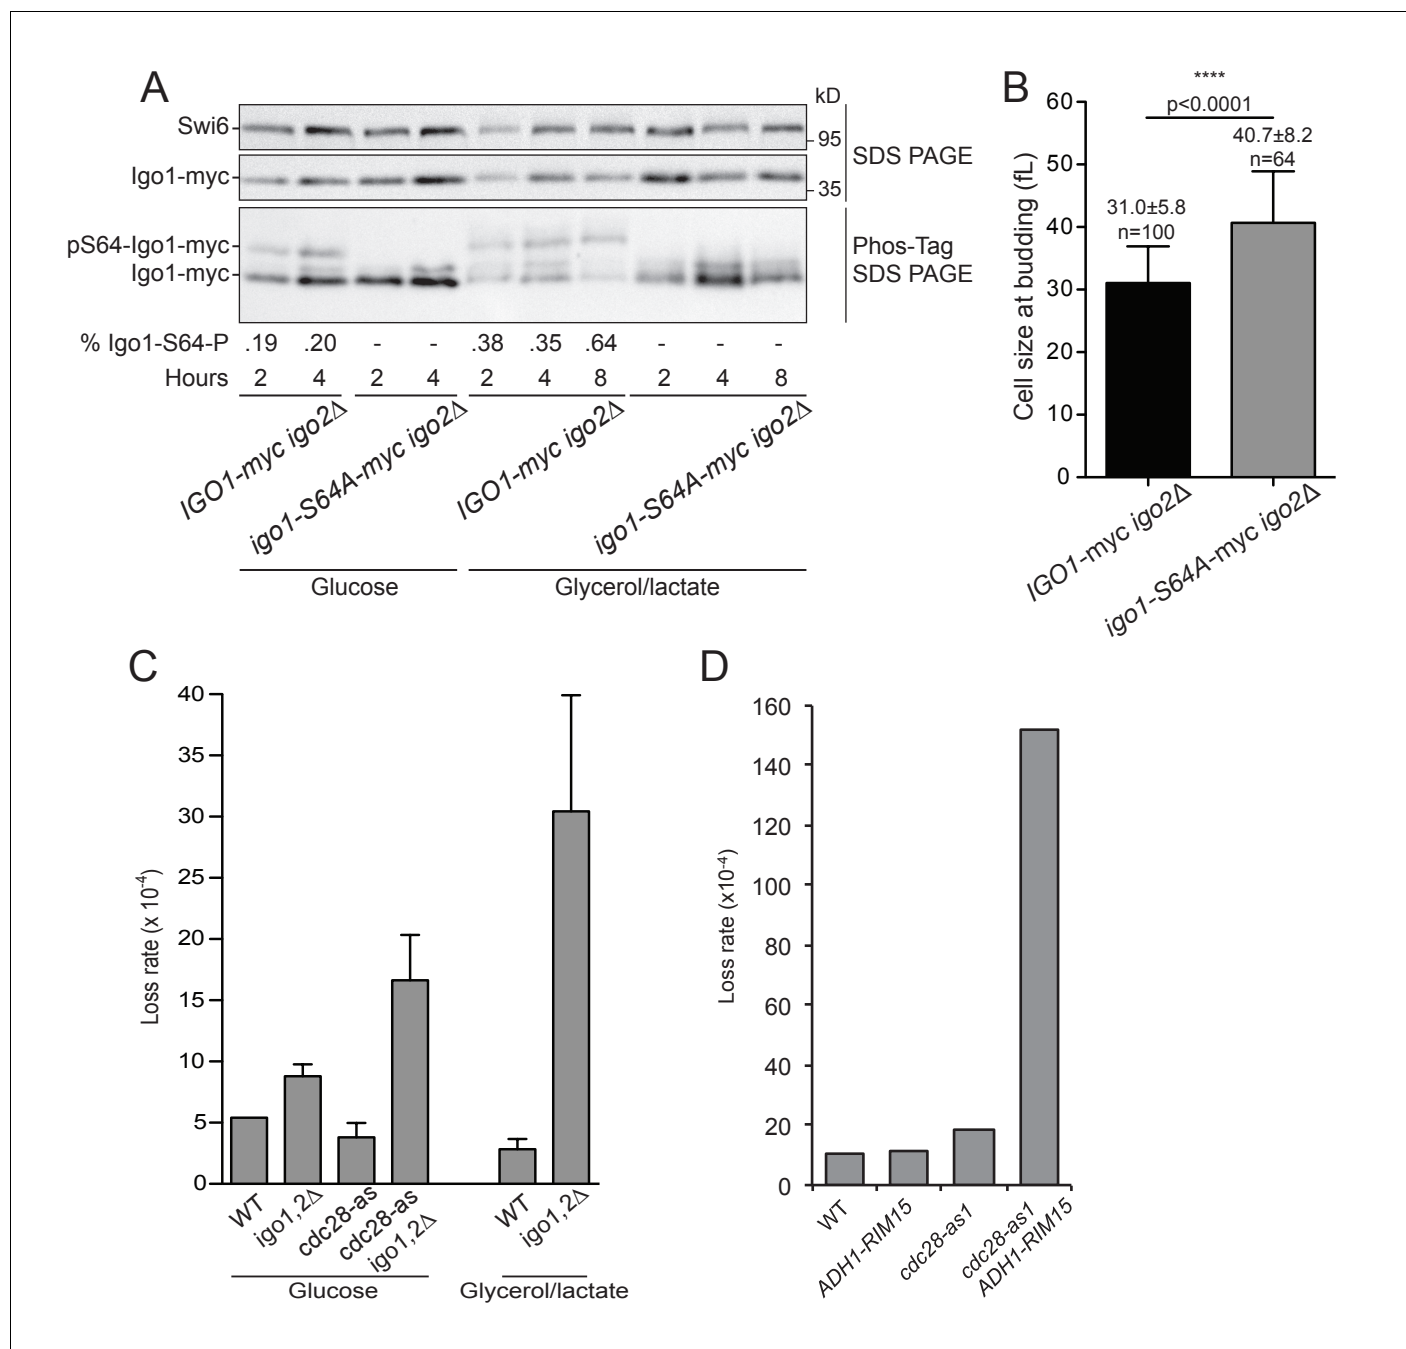 A
kD
Swi6
95
SDS PAGE
Igo1-myc
35
pS64-Igo1-myc
Igo1-myc
Phos-Tag
SDS PAGE
% Igo1-S64-P .19 .20 - - .38 .35 .64 - - -
Hours 2 4 2 4 2 4 8 2 4 8
IGO1-myc igo2Δ
igo1-S64A-myc igo2Δ
IGO1-myc igo2Δ
igo1-S64A-myc igo2Δ
Glucose
Glycerol/lactate
B
****
p<0.0001
40.7±8.2
n=64
31.0±5.8
n=100
Cell size at budding (fL)
60
50
40
30
20
10
0
IGO1-myc igo2Δ
igo1-S64A-myc igo2Δ
C
Loss rate (x 10-4)
40
35
30
25
20
15
10
5
0
WT
igo1,2Δ
cdc28-as
cdc28-as
igo1,2Δ
WT
igo1,2Δ
Glucose
Glycerol/lactate
D
Loss rate (x10-4)
160
140
120
100
80
60
40
20
0
WT
ADH1-RIM15
cdc28-as1
cdc28-as1
ADH1-RIM15